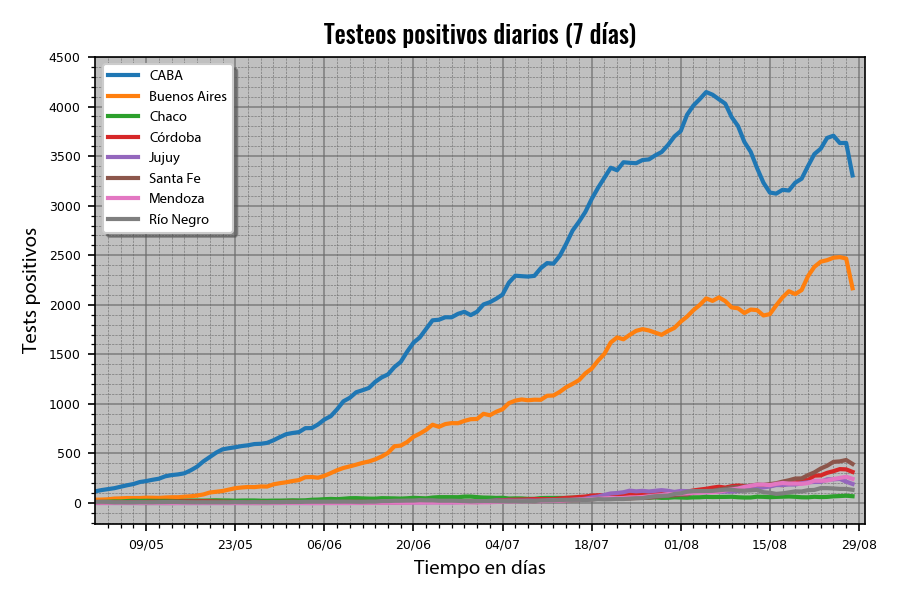 Testeos positivos diarios (7 días)
4500
4000
3500
3000
2500
2000
1500
1000
500
0
Tests positivos
CABA
Buenos Aires
Chaco
Córdoba
Jujuy
Santa Fe
Mendoza
Río Negro
09/05 23/05 06/06 20/06 04/07 18/07 01/08 15/08 29/08
Tiempo en días